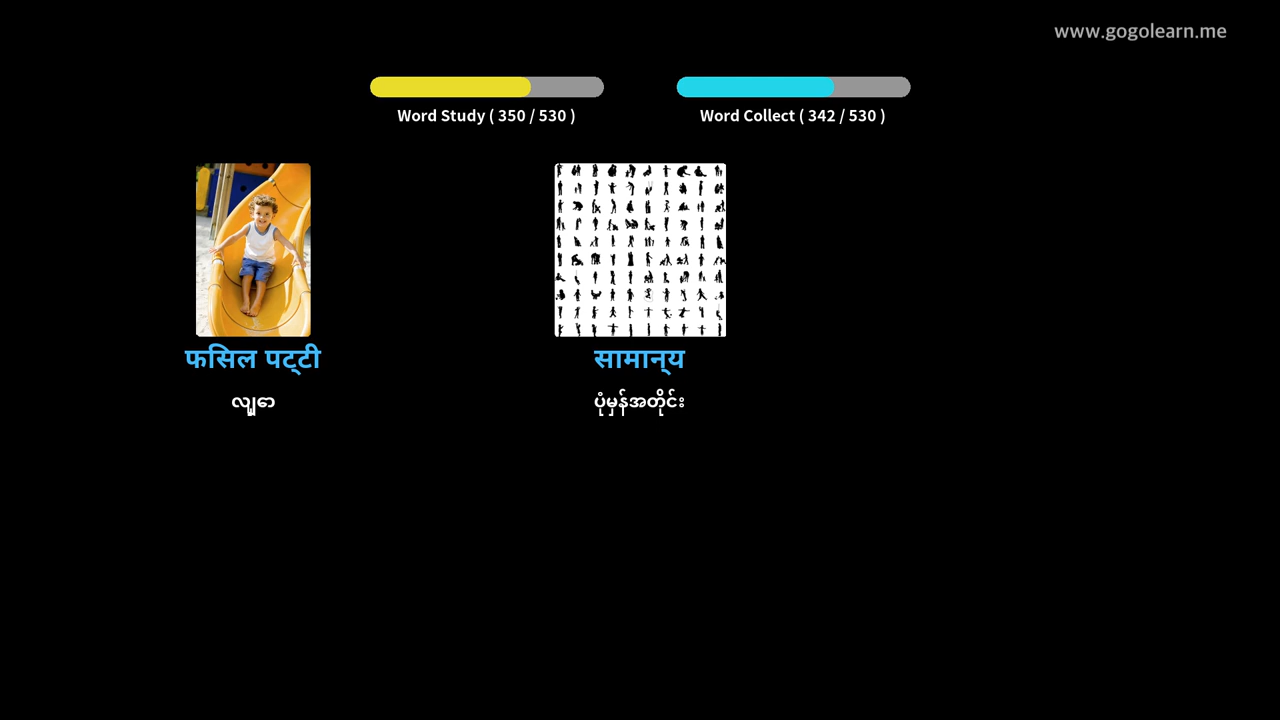 www.gogolearn.me
Word Study ( 350 / 530 )
Word Collect ( 342 / 530 )
फसिल पट्टी
सामान्य
လျှော
ပုံမှန်အတိုင်း